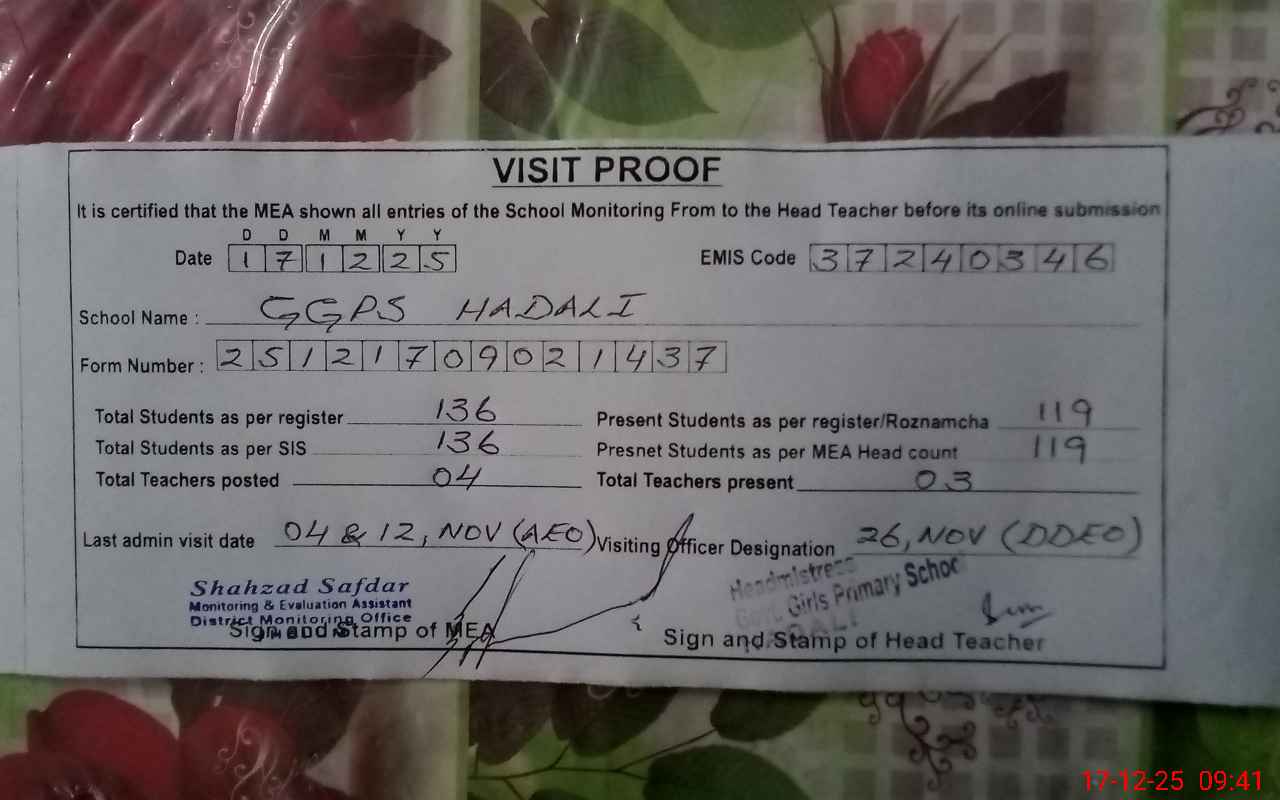 VISIT PROOF
It is certified that the MEA shown all entries of the School Monitoring From to the Head Teacher before its online submission
D D M M Y Y
Date 1 7 1 2 2 5 EMIS Code 3 7 2 4 0 3 4 6
School Name : GGPS HADALI
Form Number : 2 5 1 2 1 7 0 9 0 2 1 4 3 7
Total Students as per register 136 Present Students as per register/Roznamcha 119
Total Students as per SIS 136 Presnet Students as per MEA Head count 119
Total Teachers posted 04 Total Teachers present 03
Last admin visit date 04 & 12, NOV (AEO) Visiting Officer Designation 26, NOV (DDEO)
Shahzad Safdar
Monitoring & Evaluation Assistant
District Monitoring Office
Sign and Stamp of MEA
Headmistress
Govt. Girls Primary School
Sign and Stamp of Head Teacher
17-12-25 09:41